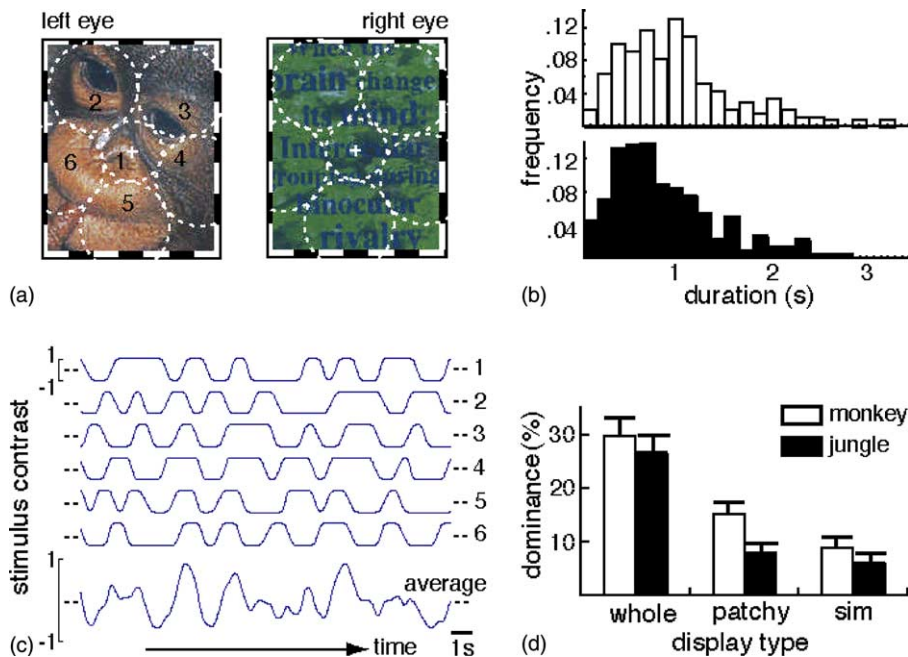 left eye
right eye
2
3
6
1
4
5
When the
brain change
its mind:
Interocular
rouping during
binocular
rivalry
(a)
.12
.08
.04
.12
.08
.04
frequency
1 2 3
duration (s)
(b)
stimulus contrast
1
-1
1
2
3
4
5
6
1
-1
average
time
1s
(c)
monkey
jungle
dominance (%)
30
20
10
whole patchy sim
display type
(d)